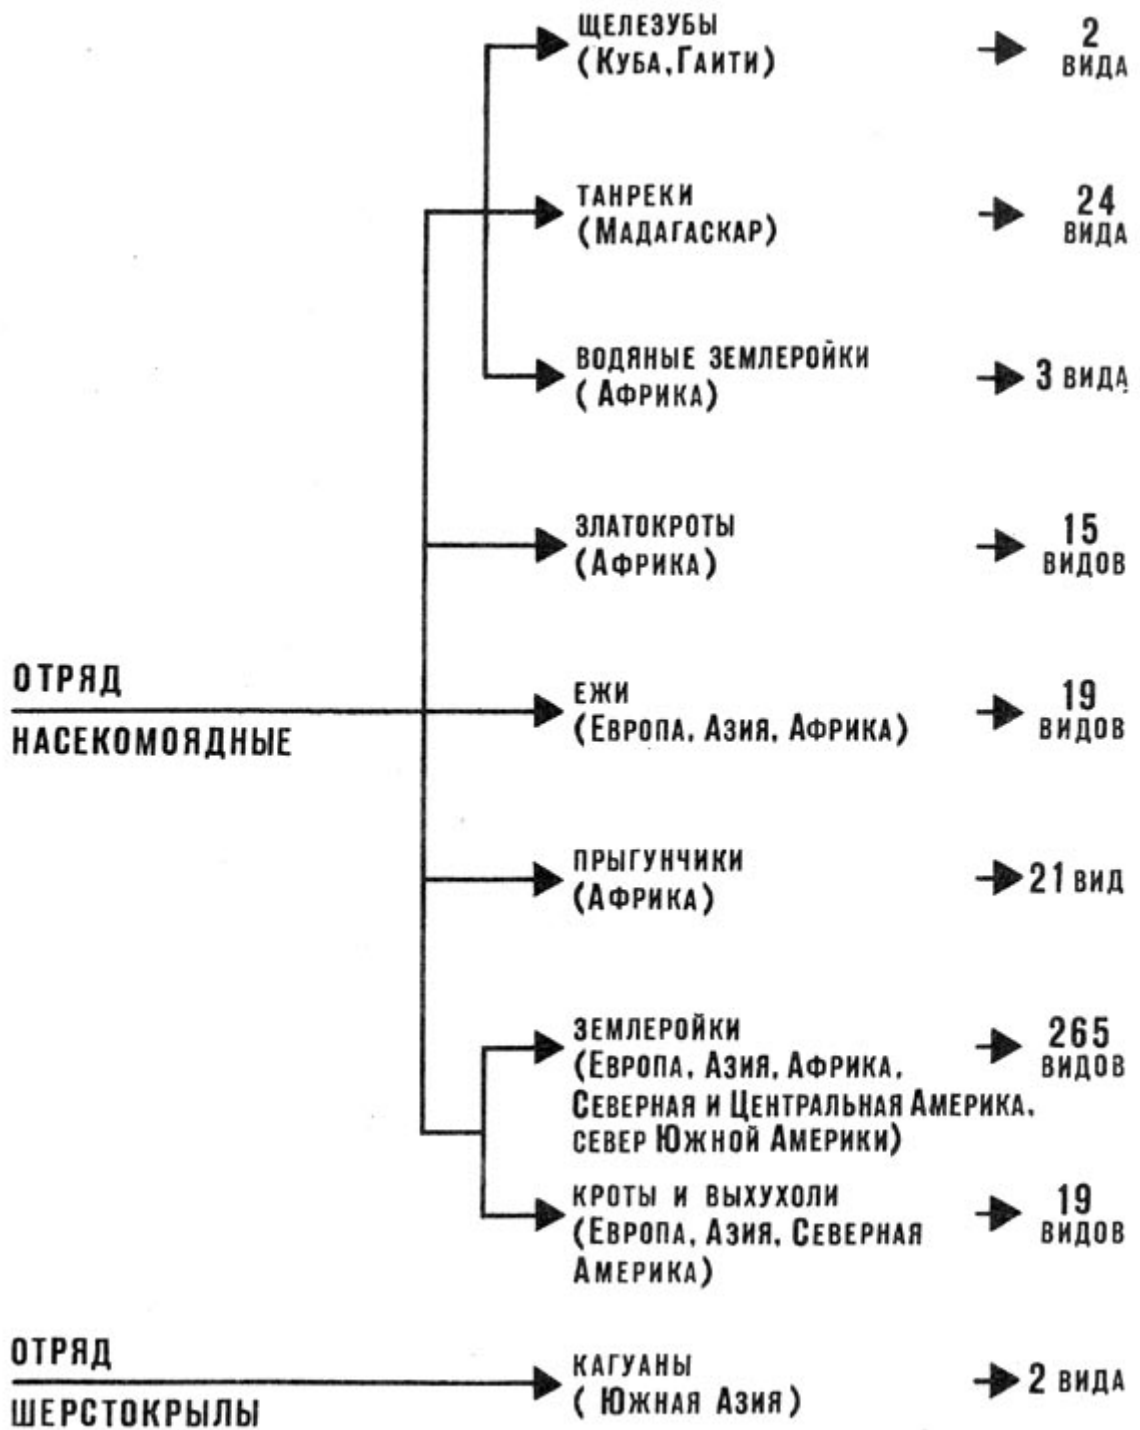 ЩЕЛЕЗУБЫ
(КУБА, ГАИТИ)
2
ВИДА
ТАНРЕКИ
(МАДАГАСКАР)
24
ВИДА
ВОДЯНЫЕ ЗЕМЛЕРОЙКИ
(АФРИКА)
3 ВИДА
ЗЛАТОКРОТЫ
(АФРИКА)
15
ВИДОВ
ОТРЯД
НАСЕКОМОЯДНЫЕ
ЕЖИ
(ЕВРОПА, АЗИЯ, АФРИКА)
19
ВИДОВ
ПРЫГУНЧИКИ
(АФРИКА)
21 ВИД
ЗЕМЛЕРОЙКИ
(ЕВРОПА, АЗИЯ, АФРИКА,
СЕВЕРНАЯ И ЦЕНТРАЛЬНАЯ АМЕРИКА,
СЕВЕР ЮЖНОЙ АМЕРИКИ)
265
ВИДОВ
КРОТЫ И ВЫХУХОЛИ
(ЕВРОПА, АЗИЯ, СЕВЕРНАЯ
АМЕРИКА)
19
ВИДОВ
ОТРЯД
ШЕРСТОКРЫЛЫ
КАГУАНЫ
(ЮЖНАЯ АЗИЯ)
2 ВИДА